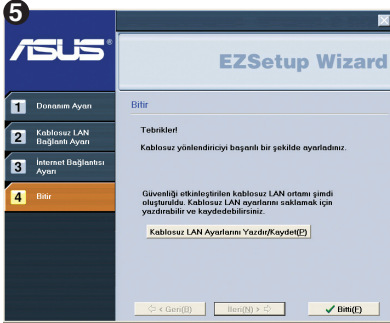 5
ASUS®
EZSetup Wizard
1 Donanım Ayarı
2 Kablosuz LAN
Bağlantı Ayarı
3 İnternet Bağlantısı
Ayarı
4 Bitir
Bitir
Tebrikler!
Kablosuz yönlendiriciyi başarılı bir şekilde ayarladınız.
Güvenliği etkinleştirilen kablosuz LAN ortamı şimdi
oluşturuldu. Kablosuz LAN ayarlarını saklamak için
yazdırabilir ve kaydedebilirsiniz.
Kablosuz LAN Ayarlarını Yazdır/Kaydet(P)
< Geri(B)
İleri(N) >
Bitti(F)